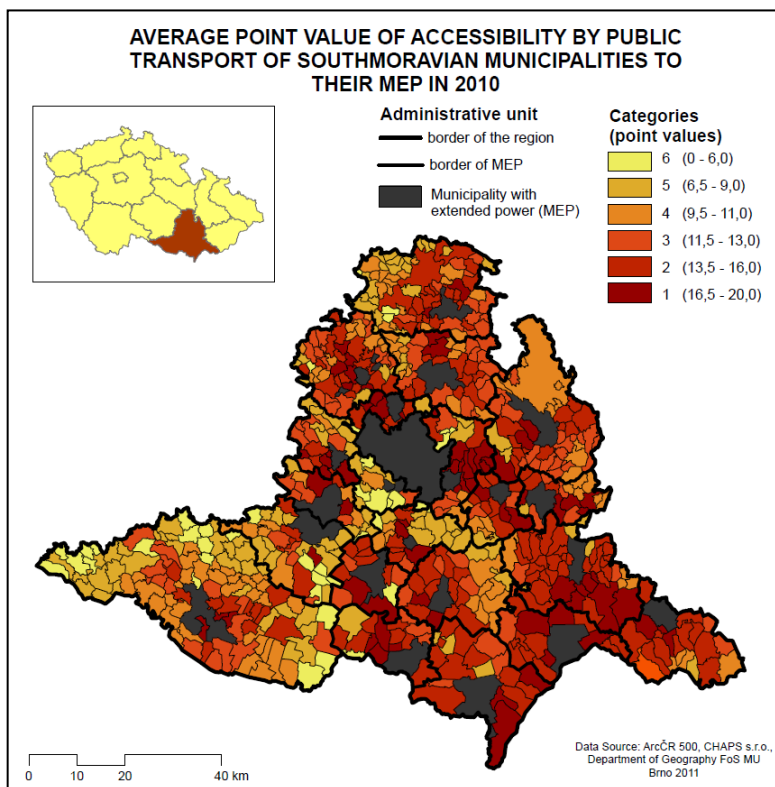 AVERAGE POINT VALUE OF ACCESSIBILITY BY PUBLIC
TRANSPORT OF SOUTHMORAVIAN MUNICIPALITIES TO
THEIR MEP IN 2010
Administrative unit
border of the region
border of MEP
Municipality with
extended power (MEP)
Categories
(point values)
6 (0 - 6,0)
5 (6,5 - 9,0)
4 (9,5 - 11,0)
3 (11,5 - 13,0)
2 (13,5 - 16,0)
1 (16,5 - 20,0)
0 10 20 40 km
Data Source: ArcČR 500, CHAPS s.r.o.,
Department of Geography FoS MU
Brno 2011